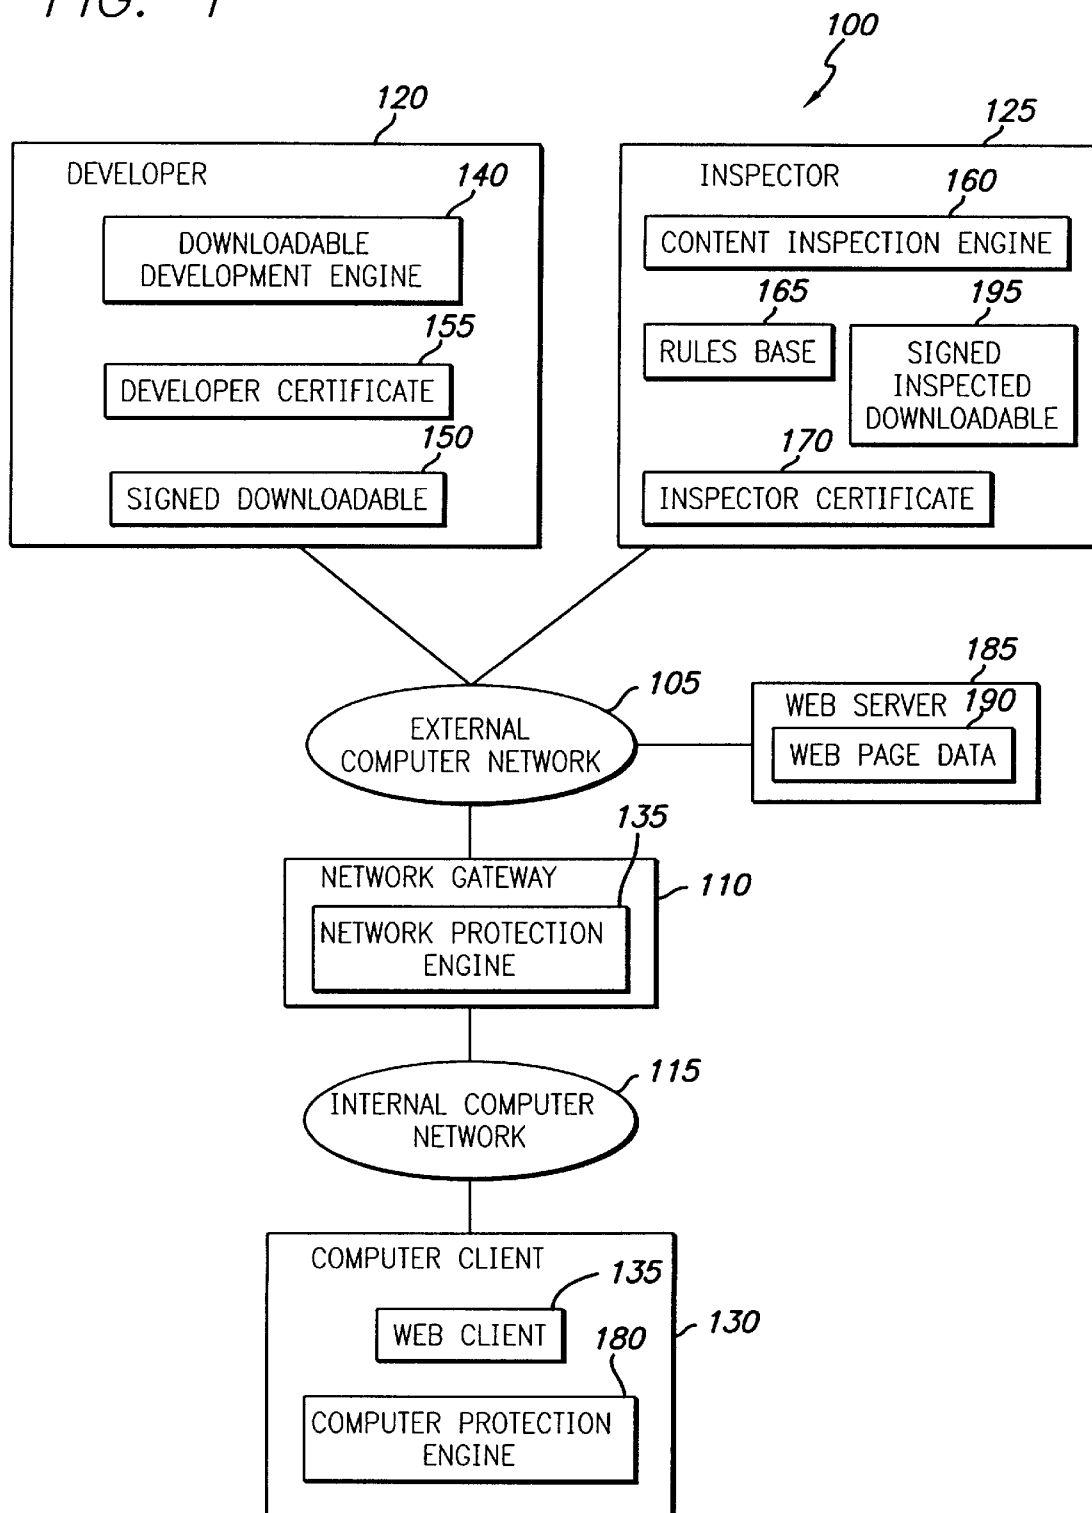 FIG. 1
100
120
125
DEVELOPER
INSPECTOR
140
160
DOWNLOADABLE
DEVELOPMENT ENGINE
CONTENT INSPECTION ENGINE
165
195
155
RULES BASE
SIGNED
INSPECTED
DOWNLOADABLE
DEVELOPER CERTIFICATE
150
170
SIGNED DOWNLOADABLE
INSPECTOR CERTIFICATE
185
105
WEB SERVER
190
EXTERNAL
COMPUTER NETWORK
WEB PAGE DATA
135
NETWORK GATEWAY
110
NETWORK PROTECTION
ENGINE
115
INTERNAL COMPUTER
NETWORK
COMPUTER CLIENT
135
WEB CLIENT
130
180
COMPUTER PROTECTION
ENGINE